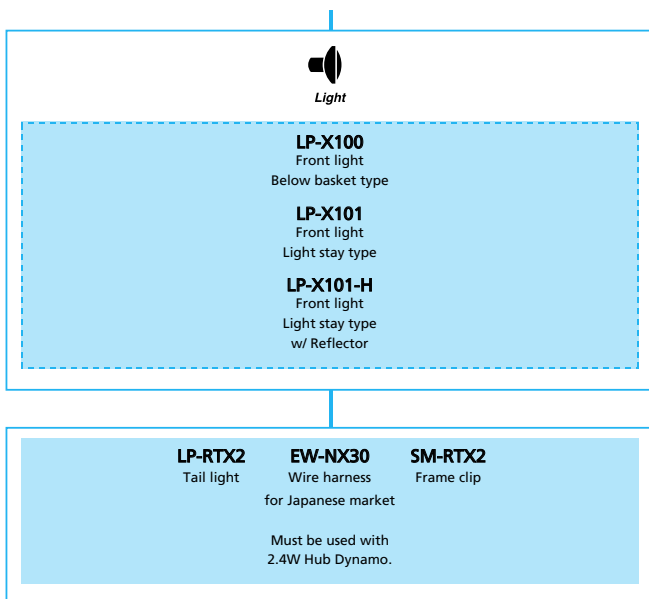 Light
LP-X100
Front light
Below basket type
LP-X101
Front light
Light stay type
LP-X101-H
Front light
Light stay type
w/ Reflector
LP-RTX2 EW-NX30 SM-RTX2
Tail light Wire harness Frame clip
for Japanese market
Must be used with
2.4W Hub Dynamo.